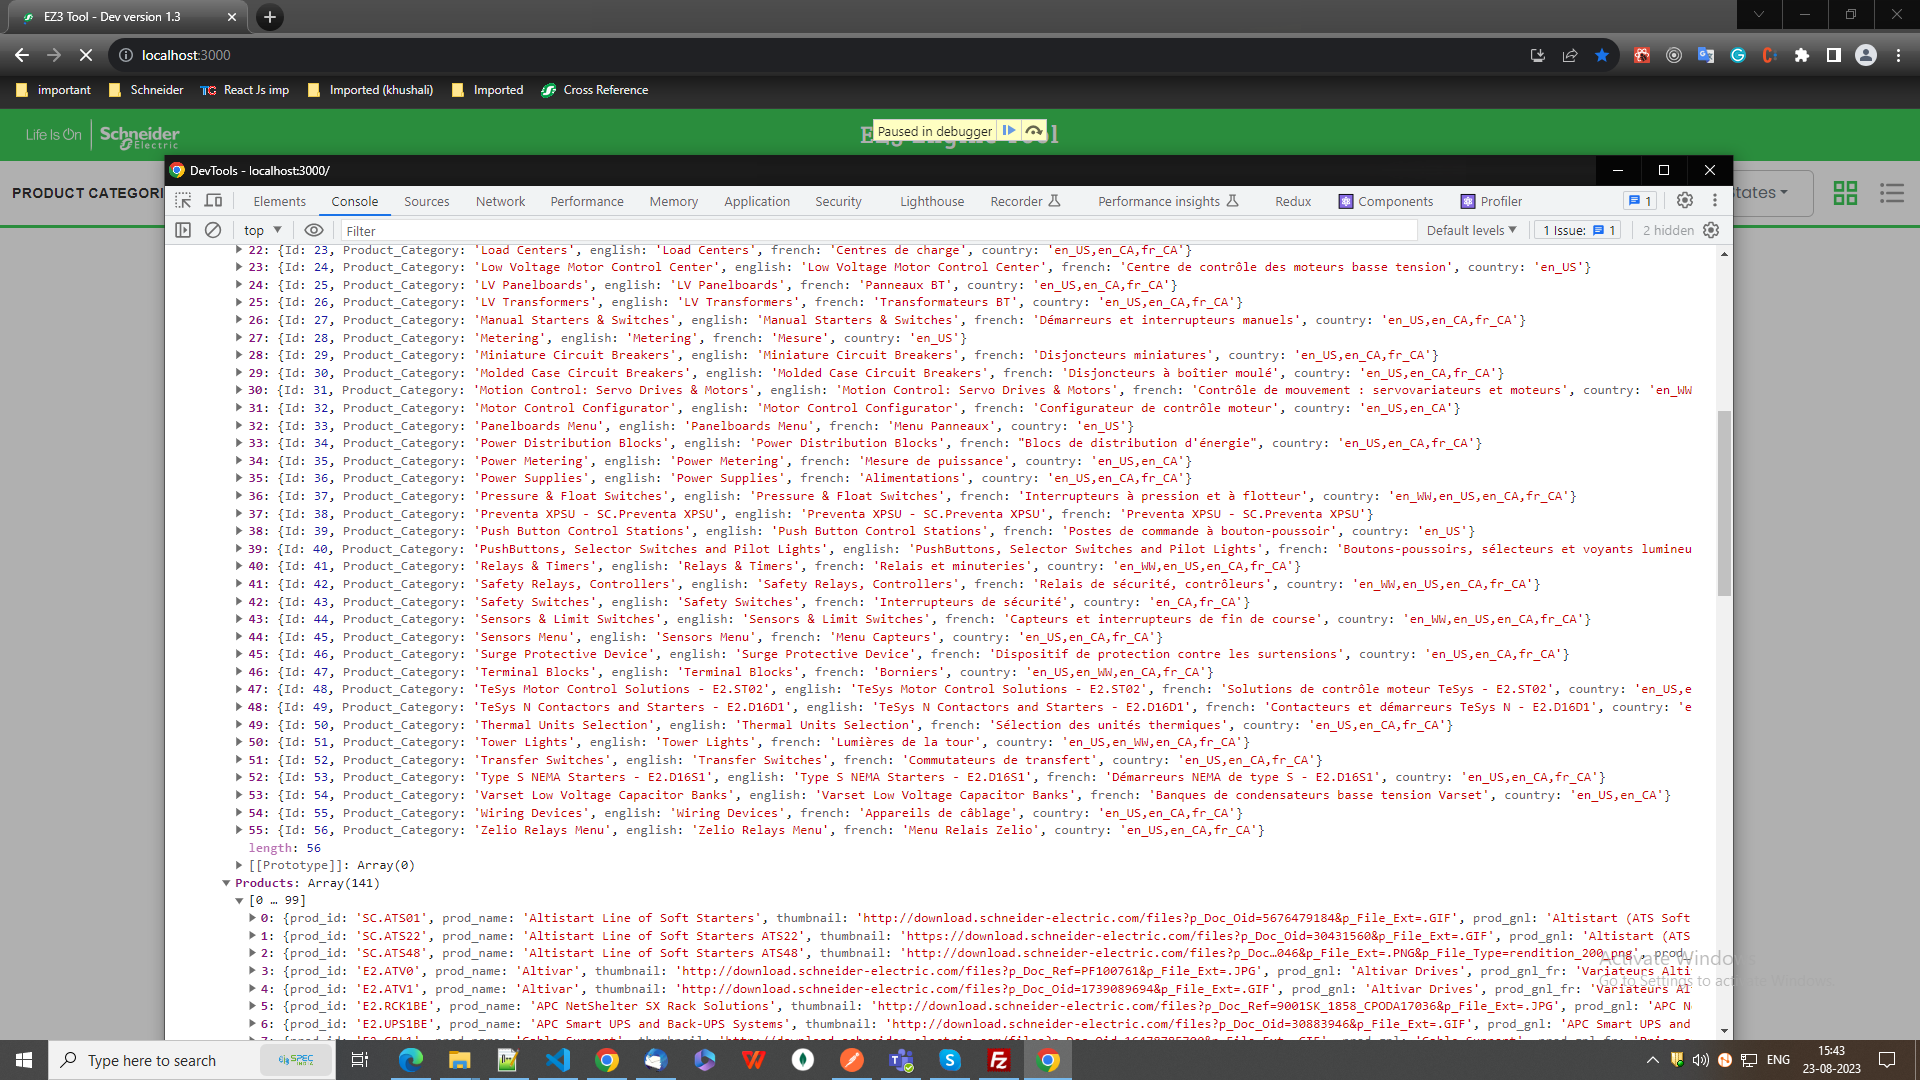 EZ3 Tool - Dev version 1.3
localhost:3000
important Schneider React Js imp Imported (khushali) Imported Cross Reference
Life Is On Schneider Electric
Paused in debugger
DevTools - localhost:3000/
PRODUCT CATEGORI
tates
Elements Console Sources Network Performance Memory Application Security Lighthouse Recorder Performance insights Redux Components Profiler 1
top Filter Default levels 1 Issue: 1 2 hidden
22: {Id: 23, Product_Category: 'Load Centers', english: 'Load Centers', french: 'Centres de charge', country: 'en_US,en_CA,fr_CA'}
23: {Id: 24, Product_Category: 'Low Voltage Motor Control Center', english: 'Low Voltage Motor Control Center', french: 'Centre de contrôle des moteurs basse tension', country: 'en_US'}
24: {Id: 25, Product_Category: 'LV Panelboards', english: 'LV Panelboards', french: 'Panneaux BT', country: 'en_US,en_CA,fr_CA'}
25: {Id: 26, Product_Category: 'LV Transformers', english: 'LV Transformers', french: 'Transformateurs BT', country: 'en_US,en_CA,fr_CA'}
26: {Id: 27, Product_Category: 'Manual Starters & Switches', english: 'Manual Starters & Switches', french: 'Démarreurs et interrupteurs manuels', country: 'en_US,en_CA,fr_CA'}
27: {Id: 28, Product_Category: 'Metering', english: 'Metering', french: 'Mesure', country: 'en_US'}
28: {Id: 29, Product_Category: 'Miniature Circuit Breakers', english: 'Miniature Circuit Breakers', french: 'Disjoncteurs miniatures', country: 'en_US,en_CA,fr_CA'}
29: {Id: 30, Product_Category: 'Molded Case Circuit Breakers', english: 'Molded Case Circuit Breakers', french: 'Disjoncteurs à boîtier moulé', country: 'en_US,en_CA,fr_CA'}
30: {Id: 31, Product_Category: 'Motion Control: Servo Drives & Motors', english: 'Motion Control: Servo Drives & Motors', french: 'Contrôle de mouvement : servovariateurs et moteurs', country: 'en_WW
31: {Id: 32, Product_Category: 'Motor Control Configurator', english: 'Motor Control Configurator', french: 'Configurateur de contrôle moteur', country: 'en_US,en_CA'}
32: {Id: 33, Product_Category: 'Panelboards Menu', english: 'Panelboards Menu', french: 'Menu Panneaux', country: 'en_US'}
33: {Id: 34, Product_Category: 'Power Distribution Blocks', english: 'Power Distribution Blocks', french: "Blocs de distribution d'énergie", country: 'en_US,en_CA,fr_CA'}
34: {Id: 35, Product_Category: 'Power Metering', english: 'Power Metering', french: 'Mesure de puissance', country: 'en_US,en_CA'}
35: {Id: 36, Product_Category: 'Power Supplies', english: 'Power Supplies', french: 'Alimentations', country: 'en_US,en_CA,fr_CA'}
36: {Id: 37, Product_Category: 'Pressure & Float Switches', english: 'Pressure & Float Switches', french: 'Interrupteurs à pression et à flotteur', country: 'en_WW,en_US,en_CA,fr_CA'}
37: {Id: 38, Product_Category: 'Preventa XPSU - SC.Preventa XPSU', english: 'Preventa XPSU - SC.Preventa XPSU', french: 'Preventa XPSU - SC.Preventa XPSU'}
38: {Id: 39, Product_Category: 'Push Button Control Stations', english: 'Push Button Control Stations', french: 'Postes de commande à bouton-poussoir', country: 'en_US'}
39: {Id: 40, Product_Category: 'PushButtons, Selector Switches and Pilot Lights', english: 'PushButtons, Selector Switches and Pilot Lights', french: 'Boutons-poussoirs, sélecteurs et voyants lumineu
40: {Id: 41, Product_Category: 'Relays & Timers', english: 'Relays & Timers', french: 'Relais et minuteries', country: 'en_WW,en_US,en_CA,fr_CA'}
41: {Id: 42, Product_Category: 'Safety Relays, Controllers', english: 'Safety Relays, Controllers', french: 'Relais de sécurité, contrôleurs', country: 'en_WW,en_US,en_CA,fr_CA'}
42: {Id: 43, Product_Category: 'Safety Switches', english: 'Safety Switches', french: 'Interrupteurs de sécurité', country: 'en_CA,fr_CA'}
43: {Id: 44, Product_Category: 'Sensors & Limit Switches', english: 'Sensors & Limit Switches', french: 'Capteurs et interrupteurs de fin de course', country: 'en_WW,en_US,en_CA,fr_CA'}
44: {Id: 45, Product_Category: 'Sensors Menu', english: 'Sensors Menu', french: 'Menu Capteurs', country: 'en_US,en_CA,fr_CA'}
45: {Id: 46, Product_Category: 'Surge Protective Device', english: 'Surge Protective Device', french: 'Dispositif de protection contre les surtensions', country: 'en_US,en_CA,fr_CA'}
46: {Id: 47, Product_Category: 'Terminal Blocks', english: 'Terminal Blocks', french: 'Borniers', country: 'en_US,en_WW,en_CA,fr_CA'}
47: {Id: 48, Product_Category: 'TeSys Motor Control Solutions - E2.ST02', english: 'TeSys Motor Control Solutions - E2.ST02', french: 'Solutions de contrôle moteur TeSys - E2.ST02', country: 'en_US,e
48: {Id: 49, Product_Category: 'TeSys N Contactors and Starters - E2.D16D1', english: 'TeSys N Contactors and Starters - E2.D16D1', french: 'Contacteurs et démarreurs TeSys N - E2.D16D1', country: 'e
49: {Id: 50, Product_Category: 'Thermal Units Selection', english: 'Thermal Units Selection', french: 'Sélection des unités thermiques', country: 'en_US,en_CA,fr_CA'}
50: {Id: 51, Product_Category: 'Tower Lights', english: 'Tower Lights', french: 'Lumières de la tour', country: 'en_US,en_WW,en_CA,fr_CA'}
51: {Id: 52, Product_Category: 'Transfer Switches', english: 'Transfer Switches', french: 'Commutateurs de transfert', country: 'en_US,en_CA,fr_CA'}
52: {Id: 53, Product_Category: 'Type S NEMA Starters - E2.D16S1', english: 'Type S NEMA Starters - E2.D16S1', french: 'Démarreurs NEMA de type S - E2.D16S1', country: 'en_US,en_CA,fr_CA'}
53: {Id: 54, Product_Category: 'Varset Low Voltage Capacitor Banks', english: 'Varset Low Voltage Capacitor Banks', french: 'Banques de condensateurs basse tension Varset', country: 'en_US,en_CA'}
54: {Id: 55, Product_Category: 'Wiring Devices', english: 'Wiring Devices', french: 'Appareils de câblage', country: 'en_US,en_CA,fr_CA'}
55: {Id: 56, Product_Category: 'Zelio Relays Menu', english: 'Zelio Relays Menu', french: 'Menu Relais Zelio', country: 'en_US,en_CA,fr_CA'}
length: 56
[[Prototype]]: Array(0)
Products: Array(141)
[0 … 99]
0: {prod_id: 'SC.ATS01', prod_name: 'Altistart Line of Soft Starters', thumbnail: 'http://download.schneider-electric.com/files?p_Doc_Oid=5676479184&p_File_Ext=.GIF', prod_gnl: 'Altistart (ATS Soft
1: {prod_id: 'SC.ATS22', prod_name: 'Altistart Line of Soft Starters ATS22', thumbnail: 'https://download.schneider-electric.com/files?p_Doc_Oid=30431560&p_File_Ext=.GIF', prod_gnl: 'Altistart (ATS
2: {prod_id: 'SC.ATS48', prod_name: 'Altistart Line of Soft Starters ATS48', thumbnail: 'https://download.schneider-electric.com/files?p_Doc…046&p_File_Ext=.PNG&p_File_Type=rendition_200_png', prod_
3: {prod_id: 'E2.ATV0', prod_name: 'Altivar', thumbnail: 'http://download.schneider-electric.com/files?p_Doc_Ref=PF100761&p_File_Ext=.JPG', prod_gnl: 'Altivar Drives', prod_gnl_fr: 'Variateurs Alti
4: {prod_id: 'E2.ATV1', prod_name: 'Altivar', thumbnail: 'http://download.schneider-electric.com/files?p_Doc_Oid=1739089694&p_File_Ext=.GIF', prod_gnl: 'Altivar Drives', prod_gnl_fr: 'Variateurs Al
5: {prod_id: 'E2.RCK1BE', prod_name: 'APC NetShelter SX Rack Solutions', thumbnail: 'http://download.schneider-electric.com/files?p_Doc_Ref=9001SK_1858_CPODA17036&p_File_Ext=.JPG', prod_gnl: 'APC N
6: {prod_id: 'E2.UPS1BE', prod_name: 'APC Smart UPS and Back-UPS Systems', thumbnail: 'http://download.schneider-electric.com/files?p_Doc_Oid=30883946&p_File_Ext=.GIF', prod_gnl: 'APC Smart UPS and
Activate Windows
Go to Settings to activate Windows.
Type here to search
ENG
15:43
23-08-2023